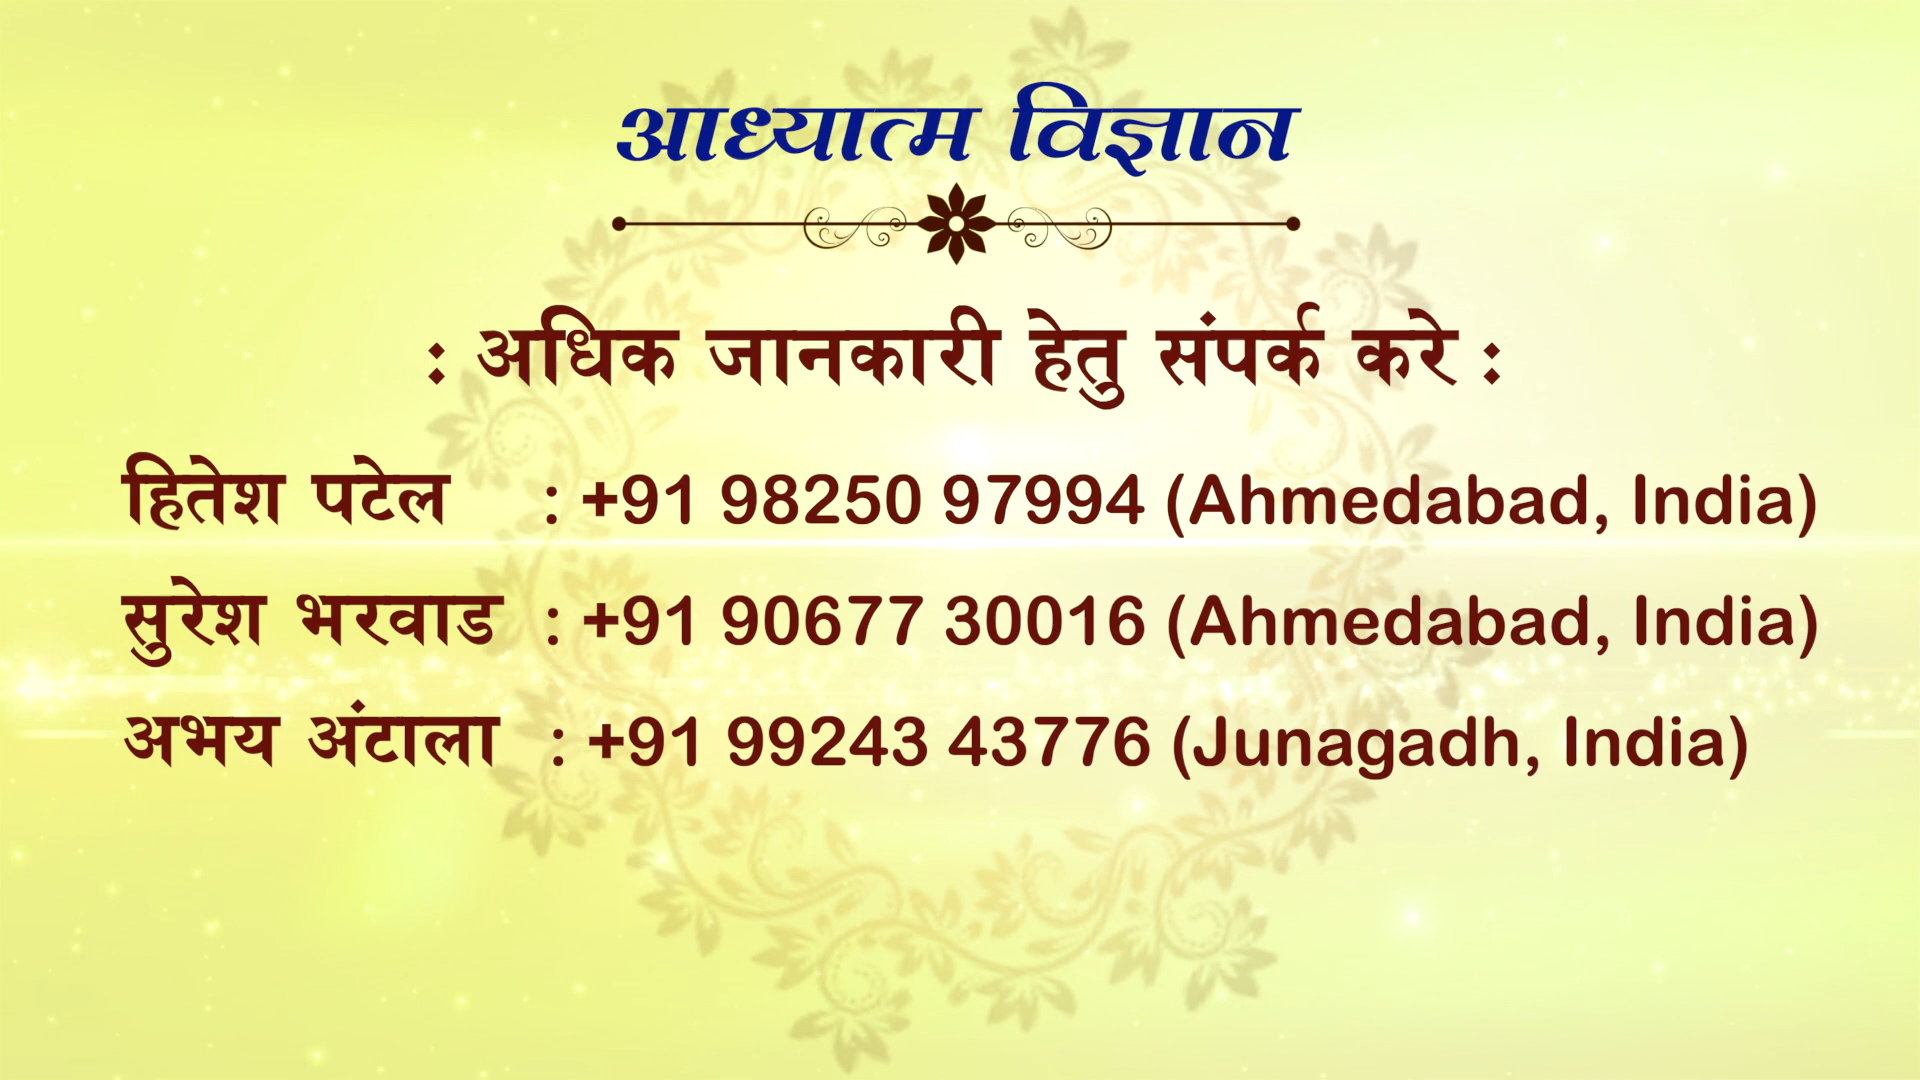 आध्यात्म विज्ञान
: अधिक जानकारी हेतु संपर्क करे :
हितेश पटेल : +91 98250 97994 (Ahmedabad, India)
सुरेश भरवाड : +91 90677 30016 (Ahmedabad, India)
अभय अंटाला : +91 99243 43776 (Junagadh, India)